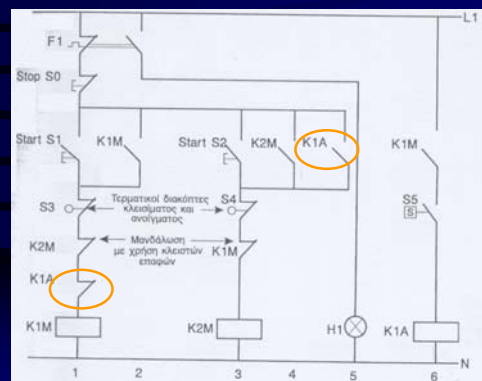 L1
F1
Stop S0
Start S1
K1M
Start S2
K2M
K1A
K1M
S3
Τερματικοί διακόπτες
κλεισίματος και
ανοίγματος
S4
S5
S
K2M
Μανδάλωση
με χρήση κλειστών
επαφών
K1M
K1A
K1M
K2M
H1
K1A
N
1 2 3 4 5 6